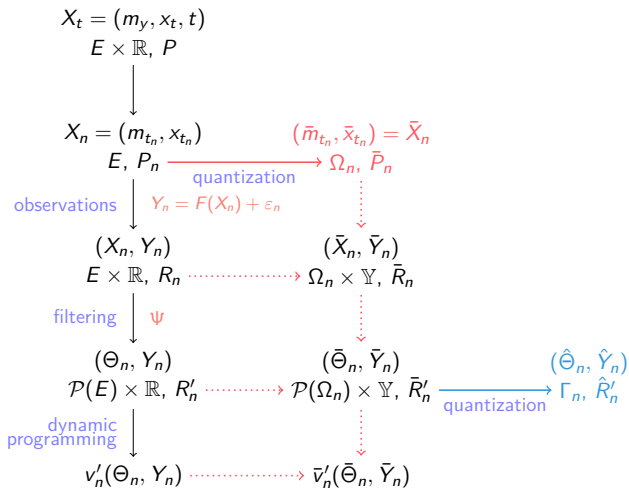 X_t = (m_y, x_t, t)
E × ℝ, P
X_n = (m_{t_n}, x_{t_n})
(m̄_{t_n}, x̄_{t_n}) = X̄_n
E, P_n
Ω_n, P̄_n
quantization
observations
Y_n = F(X_n) + ε_n
(X_n, Y_n)
(X̄_n, Ȳ_n)
E × ℝ, R_n
Ω_n × 𝕐, R̄_n
filtering
Ψ
(Θ_n, Y_n)
(Θ̄_n, Ȳ_n)
(Θ̂_n, Ŷ_n)
𝒫(E) × ℝ, R′_n
𝒫(Ω_n) × 𝕐, R̄′_n
Γ_n, R̂′_n
quantization
dynamic
programming
v′_n(Θ_n, Y_n)
v̄′_n(Θ̄_n, Ȳ_n)